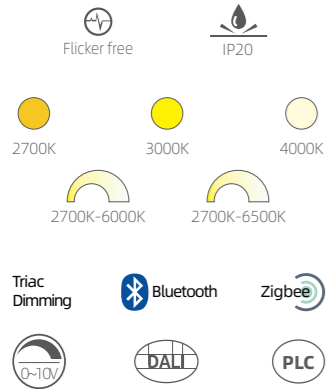 Flicker free IP20
2700K 3000K 4000K
2700K-6000K 2700K-6500K
Triac
Dimming
Bluetooth
Zigbee
0~10V DALI PLC